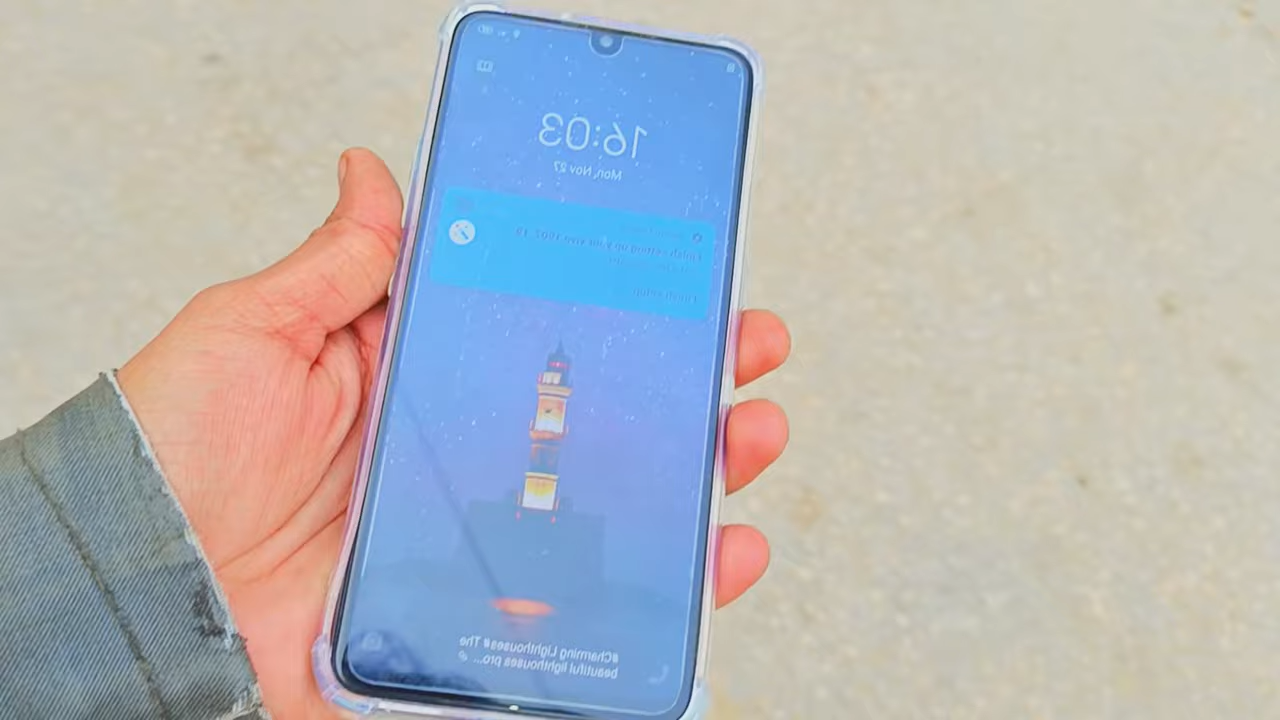 16:03
Mon, Nov 27
Finish setting up your vivo
Finish setup
#Charming Lighthouses# The
beautiful lighthouses pro...